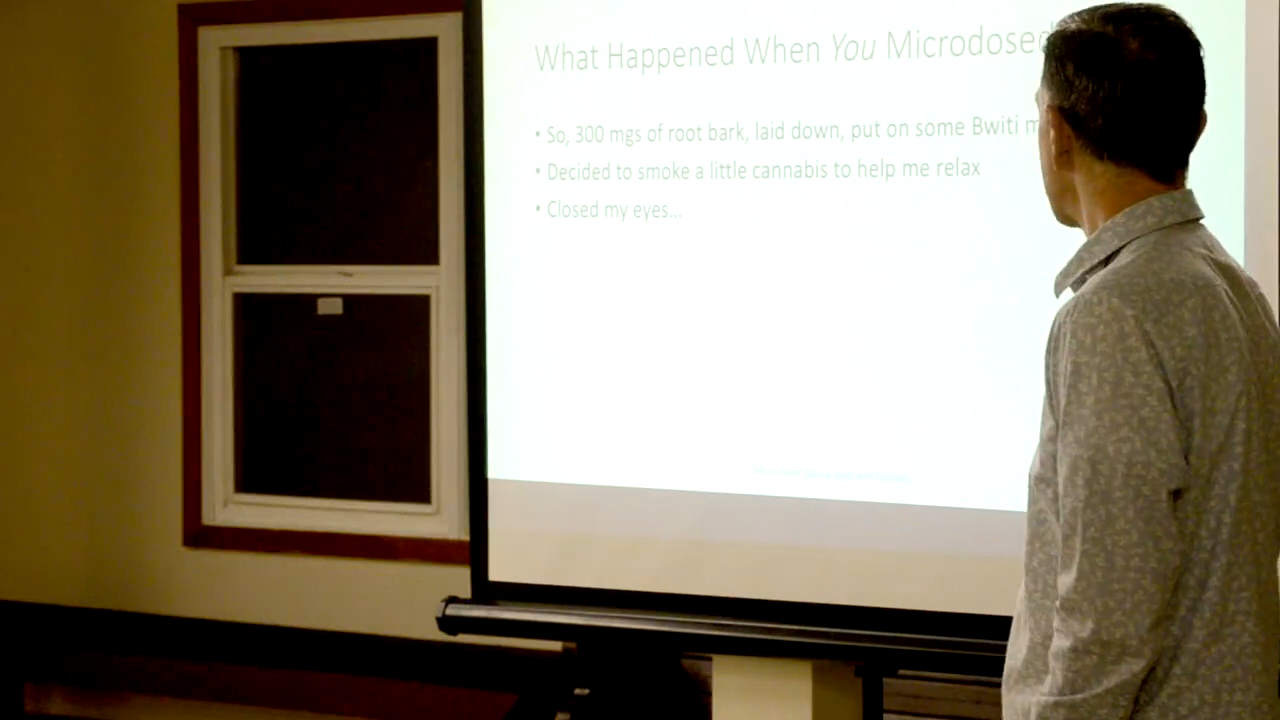 What Happened When You Microdosed
• So, 300 mgs of root bark, laid down, put on some Bwiti m
• Decided to smoke a little cannabis to help me relax
• Closed my eyes...